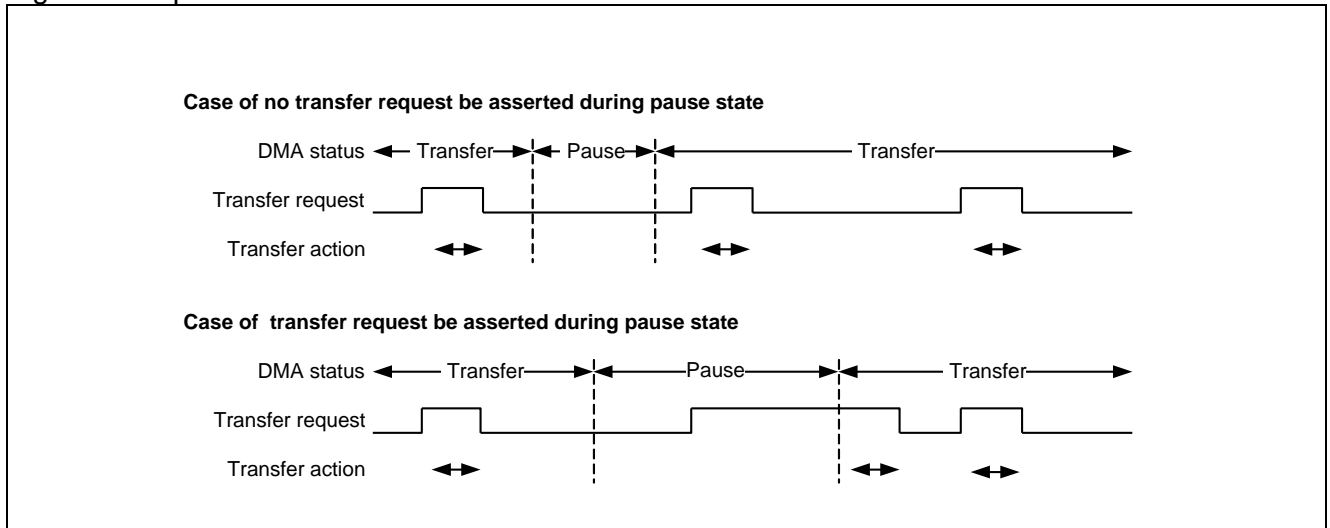 Case of no transfer request be asserted during pause state
DMA status Transfer Pause Transfer
Transfer request
Transfer action
Case of transfer request be asserted during pause state
DMA status Transfer Pause Transfer
Transfer request
Transfer action